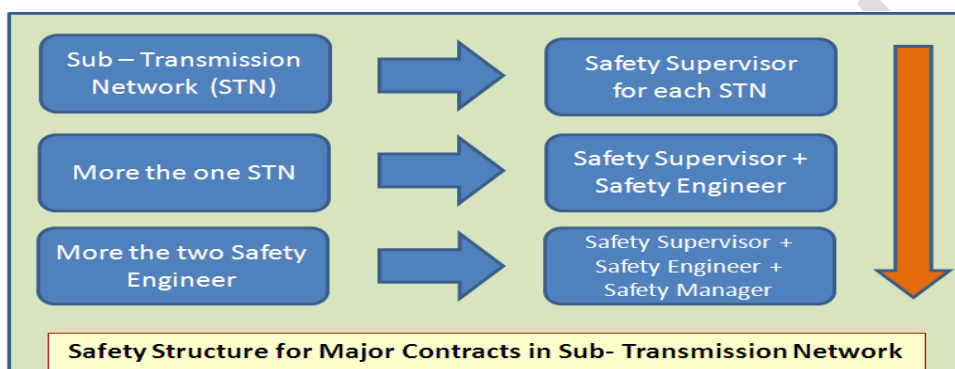 Sub – Transmission
Network (STN)
Safety Supervisor
for each STN
More the one STN
Safety Supervisor +
Safety Engineer
More the two Safety
Engineer
Safety Supervisor +
Safety Engineer +
Safety Manager
Safety Structure for Major Contracts in Sub- Transmission Network